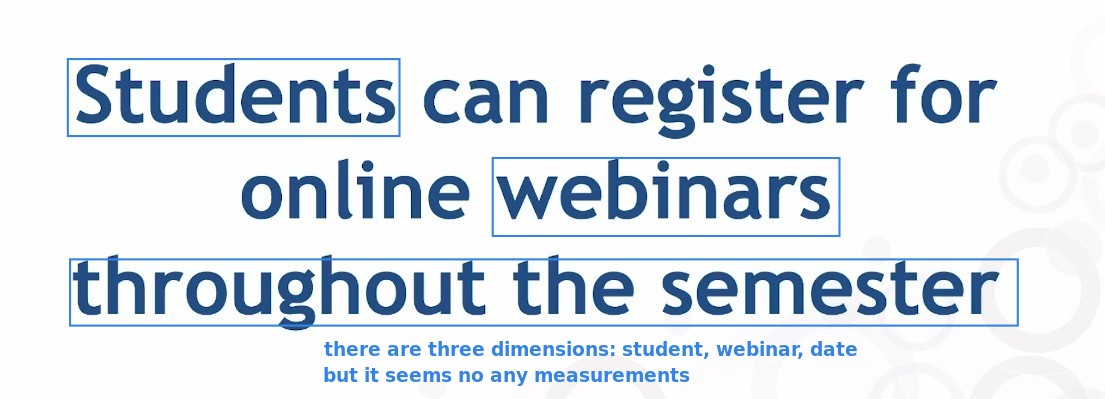 Students can register for
online webinars
throughout the semester
there are three dimensions: student, webinar, date
but it seems no any measurements